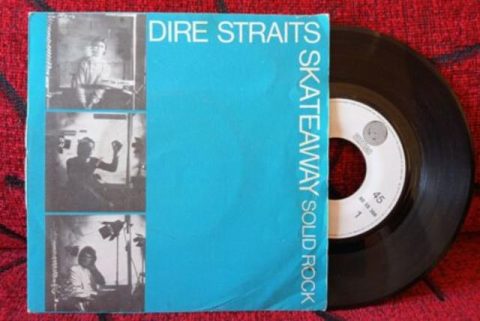 DIRE STRAITS
SKATEAWAY SOLID ROCK
45
1